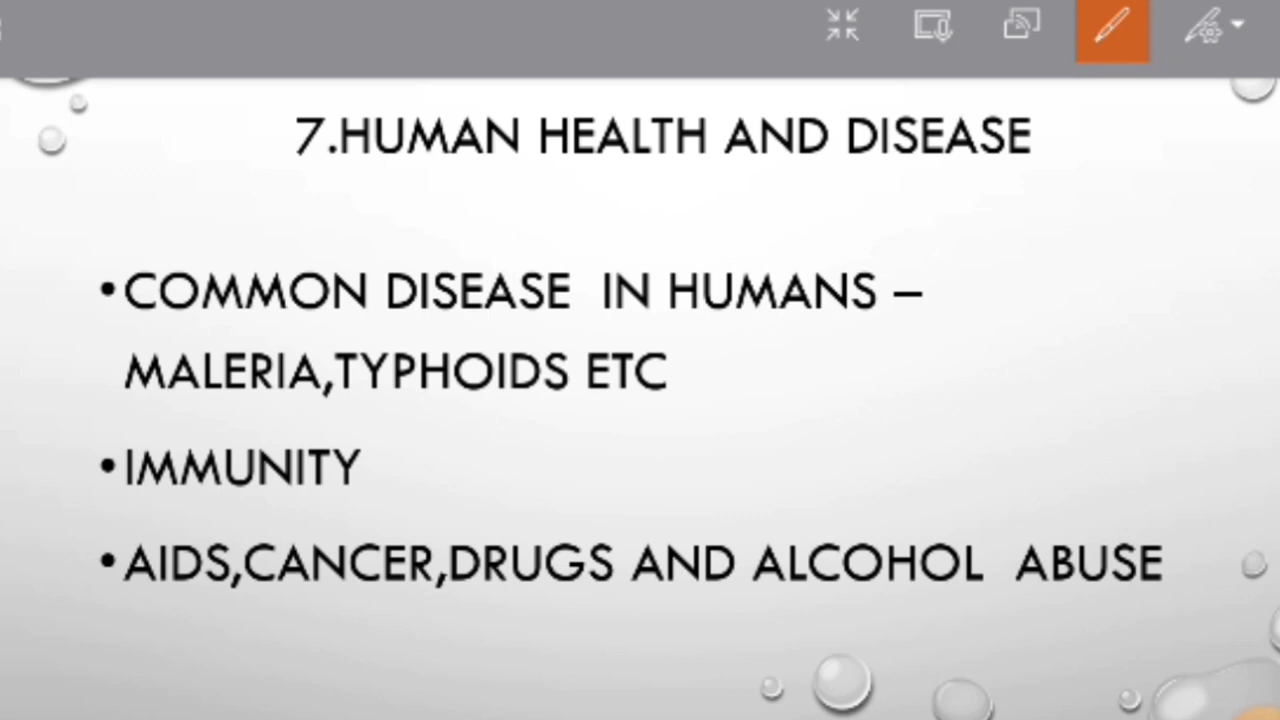 7.HUMAN HEALTH AND DISEASE
•COMMON DISEASE IN HUMANS –
MALERIA,TYPHOIDS ETC
•IMMUNITY
•AIDS,CANCER,DRUGS AND ALCOHOL ABUSE